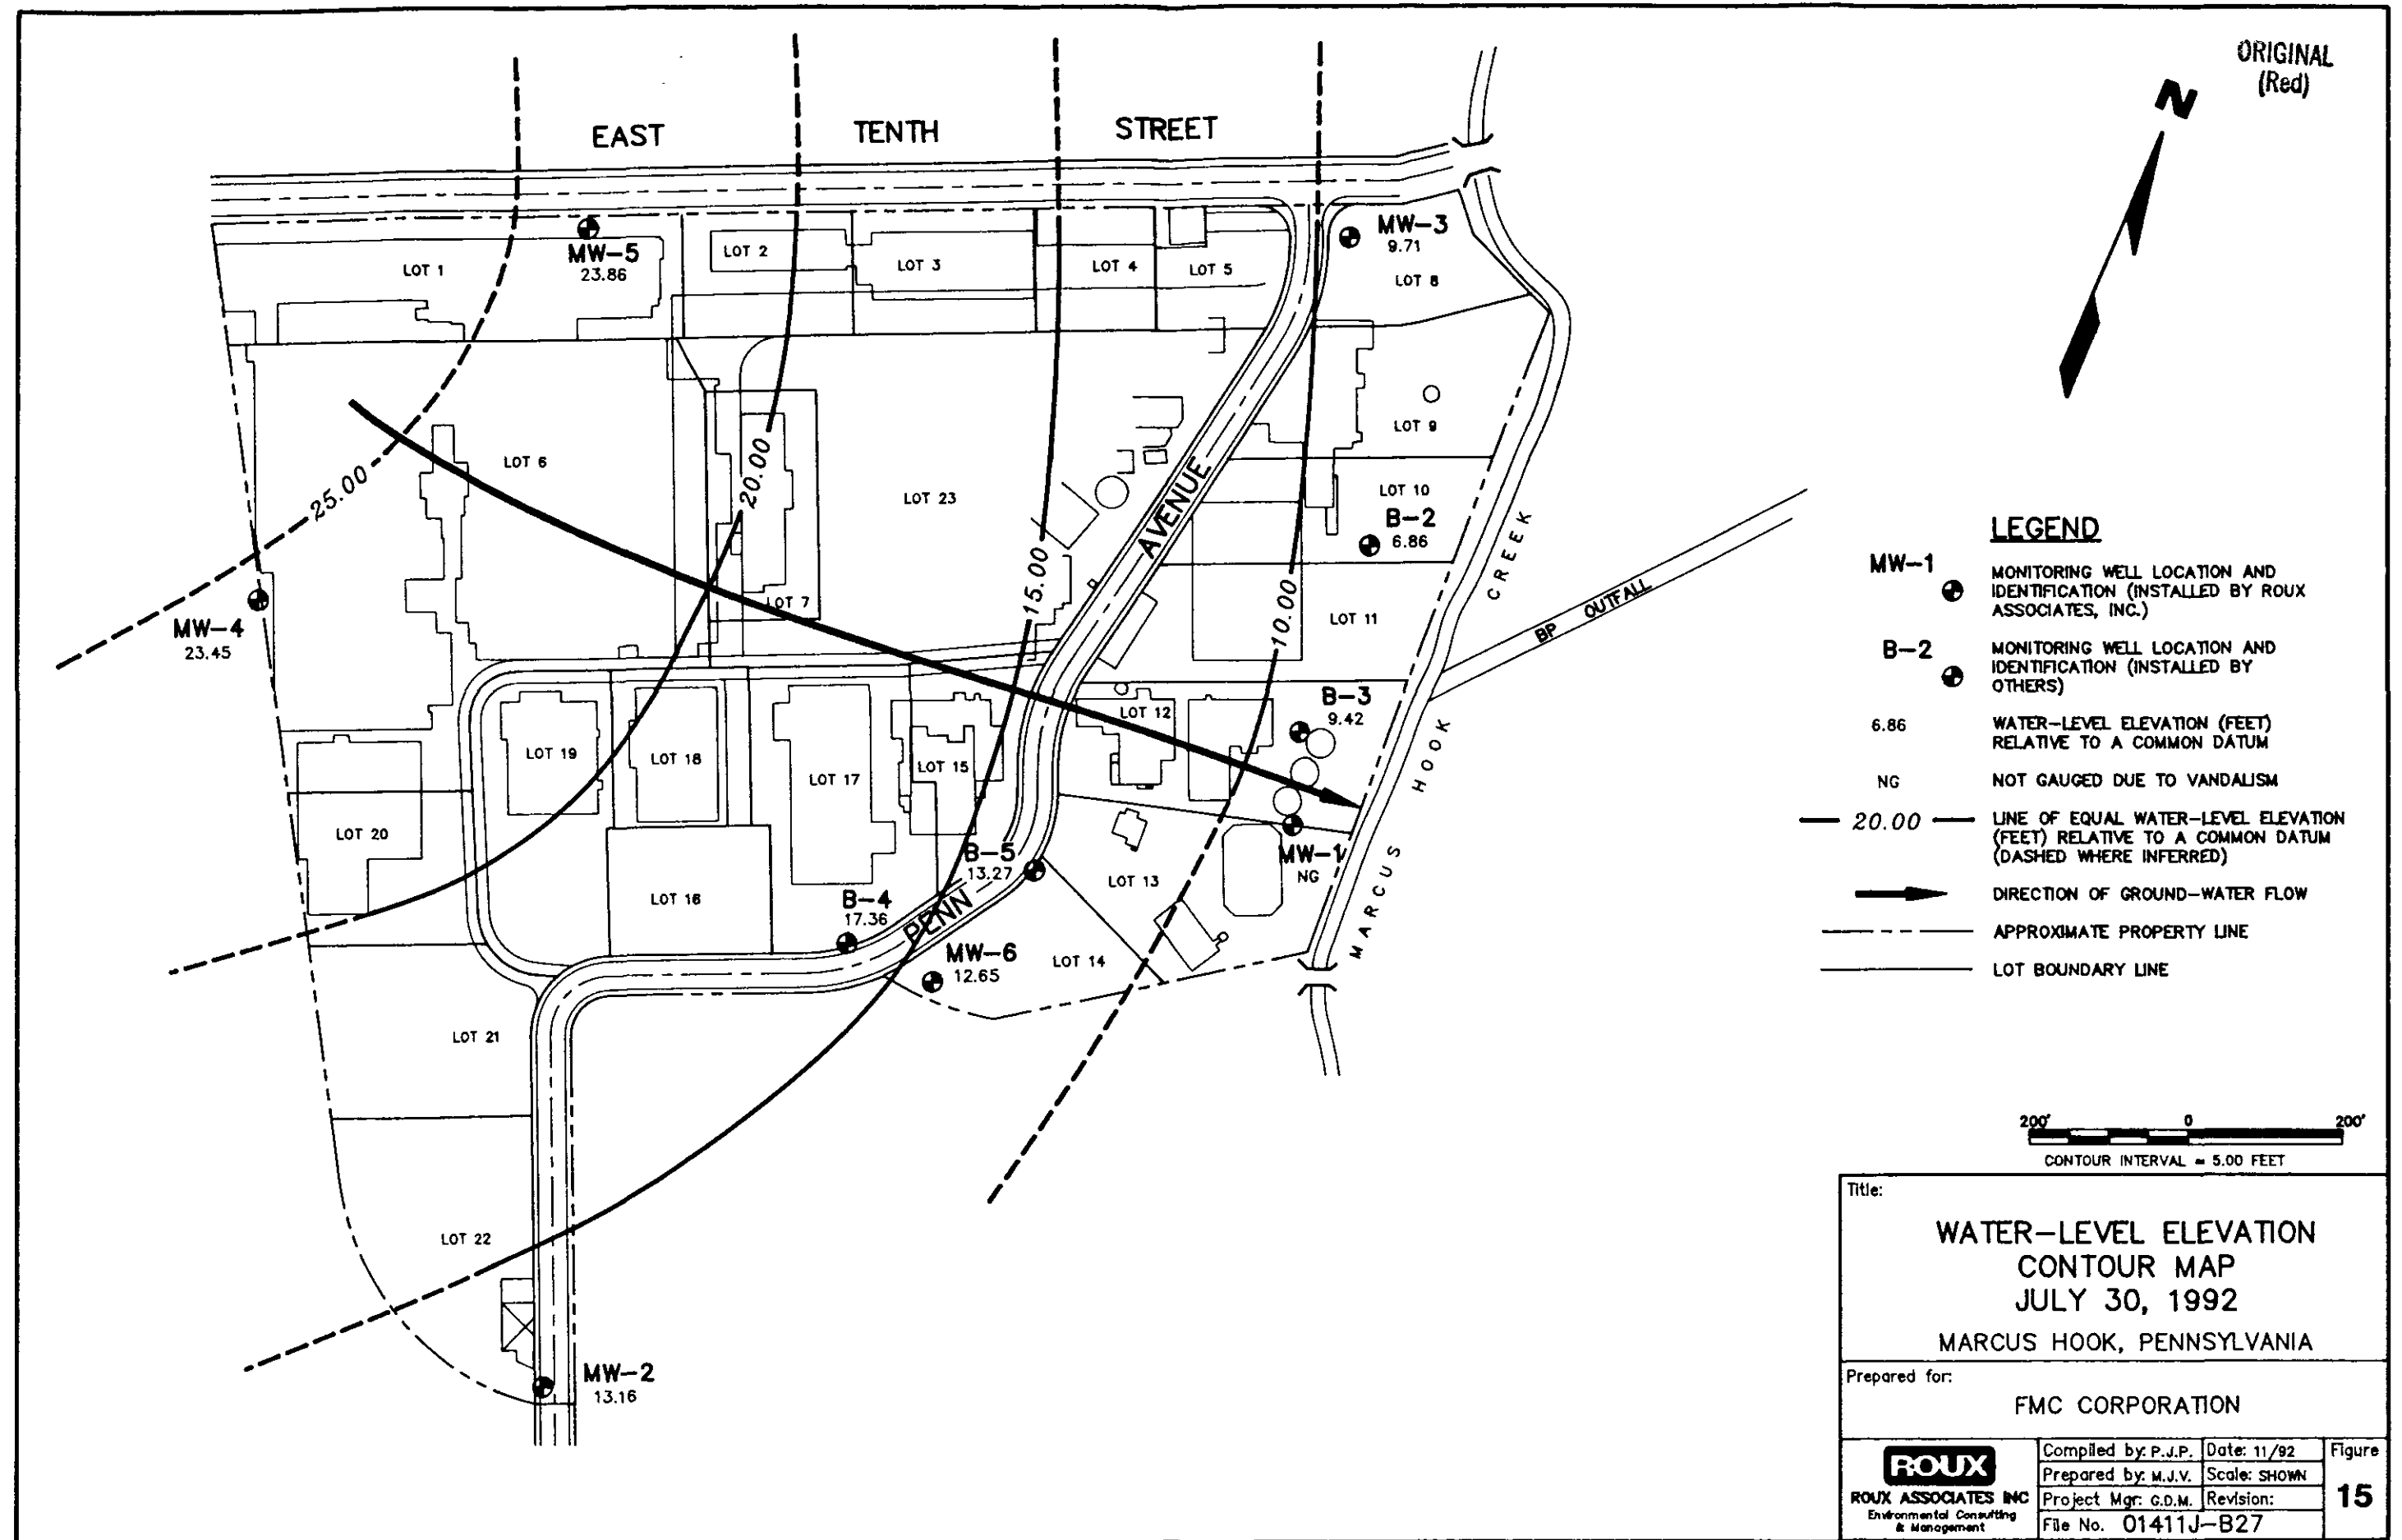 ORIGINAL
(Red)
N
EAST TENTH STREET
MW-5
23.86
MW-3
9.71
LOT 1
LOT 2
LOT 3
LOT 4
LOT 5
LOT 8
LOT 6
LOT 23
LOT 9
LOT 10
25.00
20.00
15.00
10.00
AVENUE
B-2
6.86
MW-4
23.45
LOT 7
LOT 11
CREEK
BP OUTFALL
LOT 19
LOT 18
LOT 17
LOT 15
LOT 12
B-3
9.42
HOOK
LOT 20
LOT 16
B-5
13.27
MW-1
NG
LOT 13
MARCUS
B-4
17.36
PENN
MW-6
12.65
LOT 14
LOT 21
LOT 22
MW-2
13.16
LEGEND
MW-1
MONITORING WELL LOCATION AND
IDENTIFICATION (INSTALLED BY ROUX
ASSOCIATES, INC.)
B-2
MONITORING WELL LOCATION AND
IDENTIFICATION (INSTALLED BY
OTHERS)
6.86 WATER-LEVEL ELEVATION (FEET)
RELATIVE TO A COMMON DATUM
NG NOT GAUGED DUE TO VANDALISM
20.00 LINE OF EQUAL WATER-LEVEL ELEVATION
(FEET) RELATIVE TO A COMMON DATUM
(DASHED WHERE INFERRED)
DIRECTION OF GROUND-WATER FLOW
APPROXIMATE PROPERTY LINE
LOT BOUNDARY LINE
200' 0 200'
CONTOUR INTERVAL = 5.00 FEET
Title:
WATER-LEVEL ELEVATION
CONTOUR MAP
JULY 30, 1992
MARCUS HOOK, PENNSYLVANIA
Prepared for:
FMC CORPORATION
ROUX
ROUX ASSOCIATES INC
Environmental Consulting
& Management
Compiled by: P.J.P. Date: 11/92
Prepared by: M.J.V. Scale: SHOWN
Project Mgr: G.D.M. Revision:
File No. 01411J-B27
Figure
15